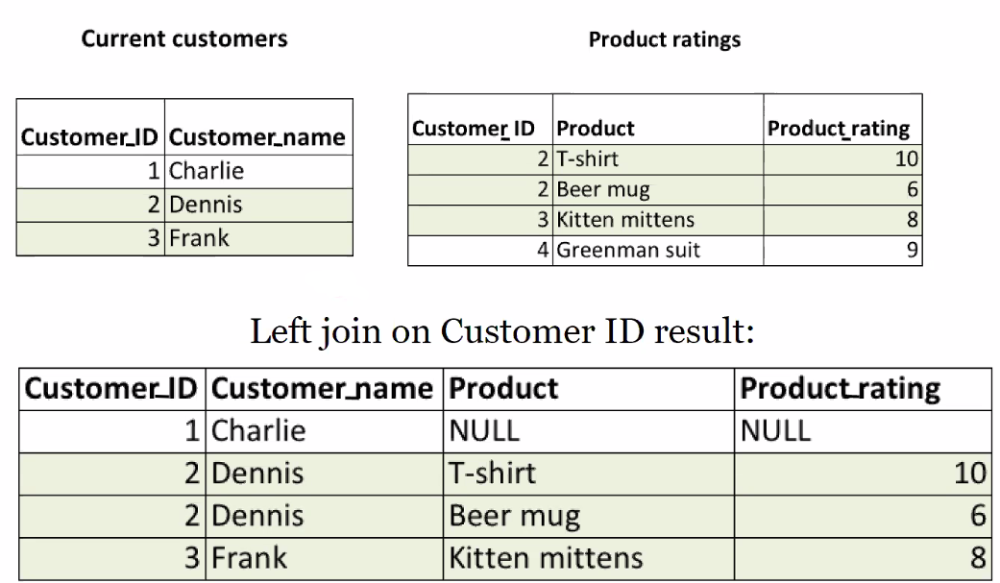 Current customers
Product ratings
Customer_ID Customer_name
1 Charlie
2 Dennis
3 Frank
Customer_ID Product Product_rating
2 T-shirt 10
2 Beer mug 6
3 Kitten mittens 8
4 Greenman suit 9
Left join on Customer ID result:
Customer_ID Customer_name Product Product_rating
1 Charlie NULL NULL
2 Dennis T-shirt 10
2 Dennis Beer mug 6
3 Frank Kitten mittens 8